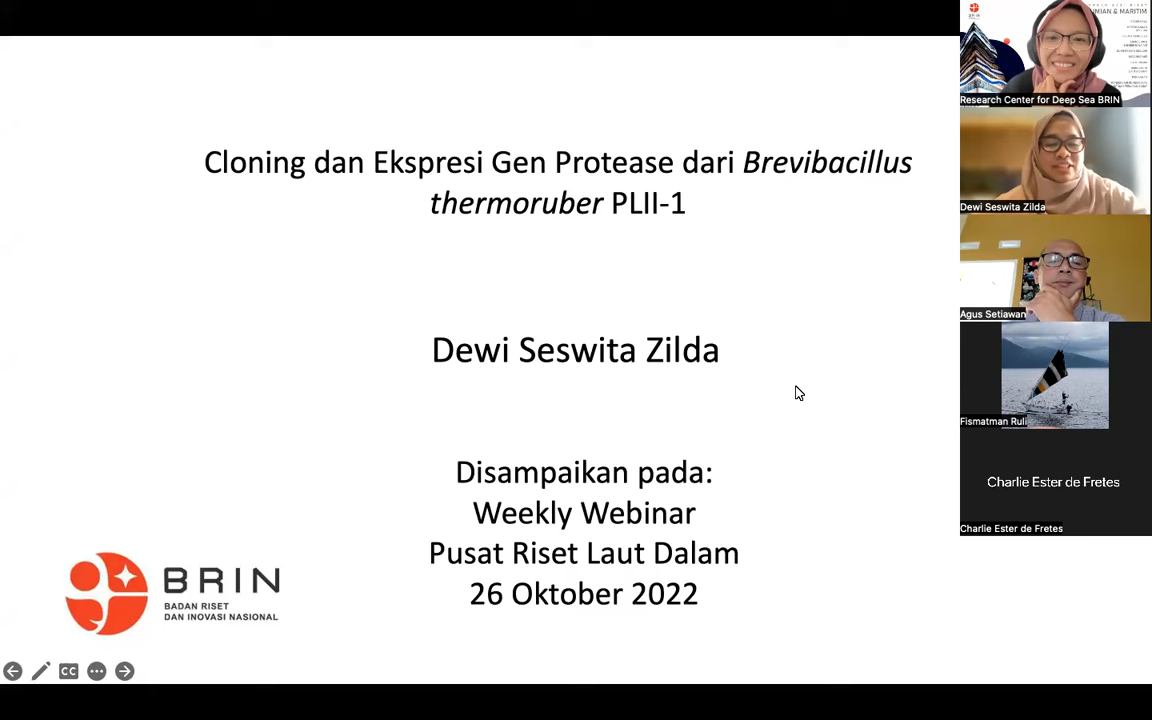 Cloning dan Ekspresi Gen Protease dari Brevibacillus
thermoruber PLII-1
Dewi Seswita Zilda
Disampaikan pada:
Weekly Webinar
Pusat Riset Laut Dalam
26 Oktober 2022
BRIN
BADAN RISET
DAN INOVASI NASIONAL
CC
BRIN
Research Center for Deep Sea BRIN
Dewi Seswita Zilda
Agus Setiawan
Fismatman Ruli
Charlie Ester de Fretes
Charlie Ester de Fretes